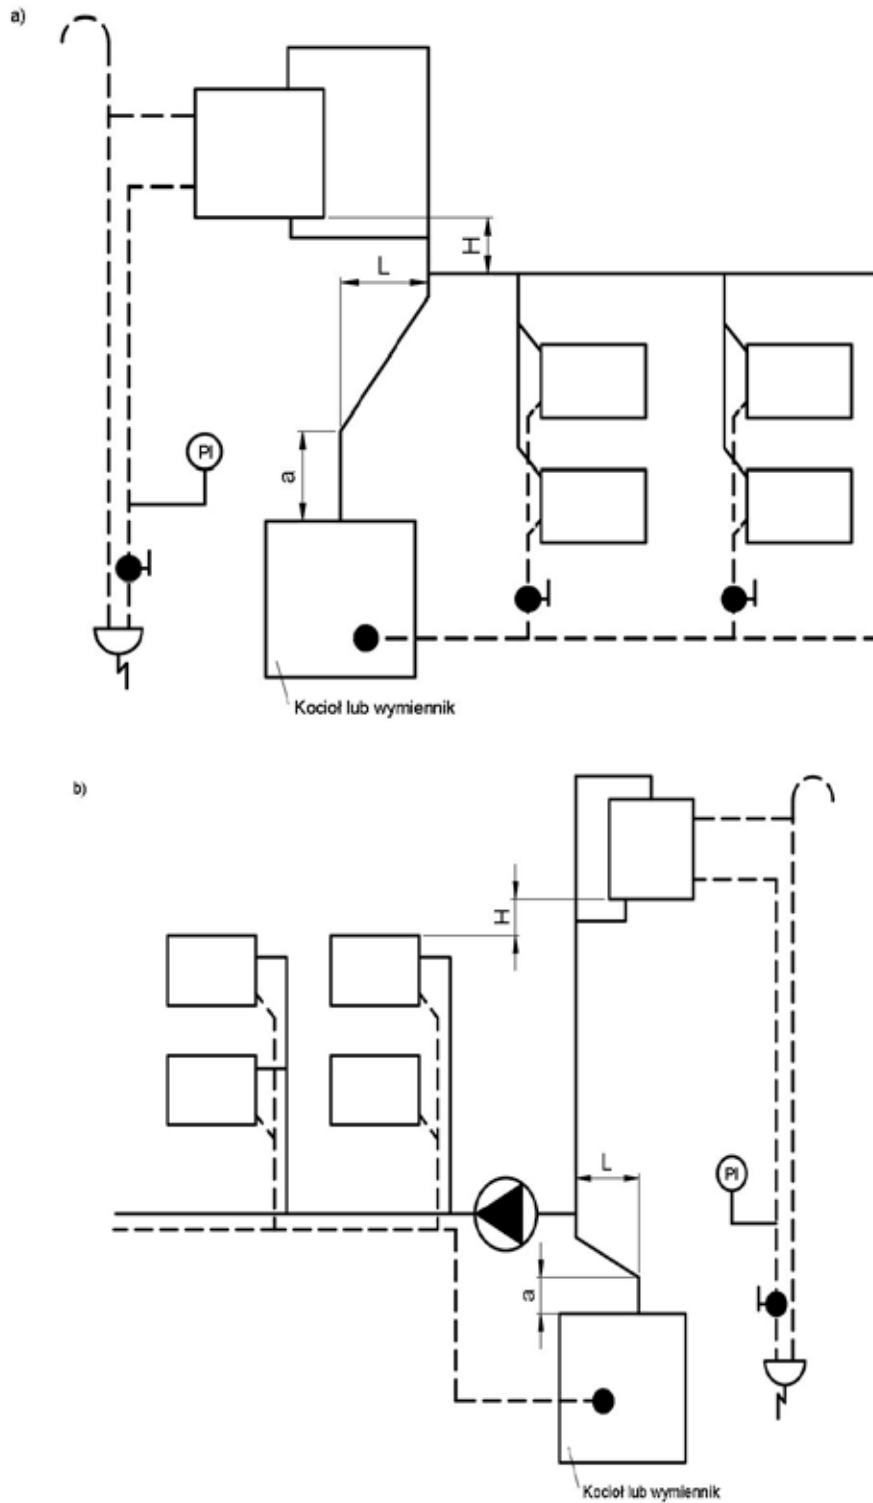 a)
H
L
PI
a
Kocioł lub wymiennik
b)
H
L
PI
a
Kocioł lub wymiennik